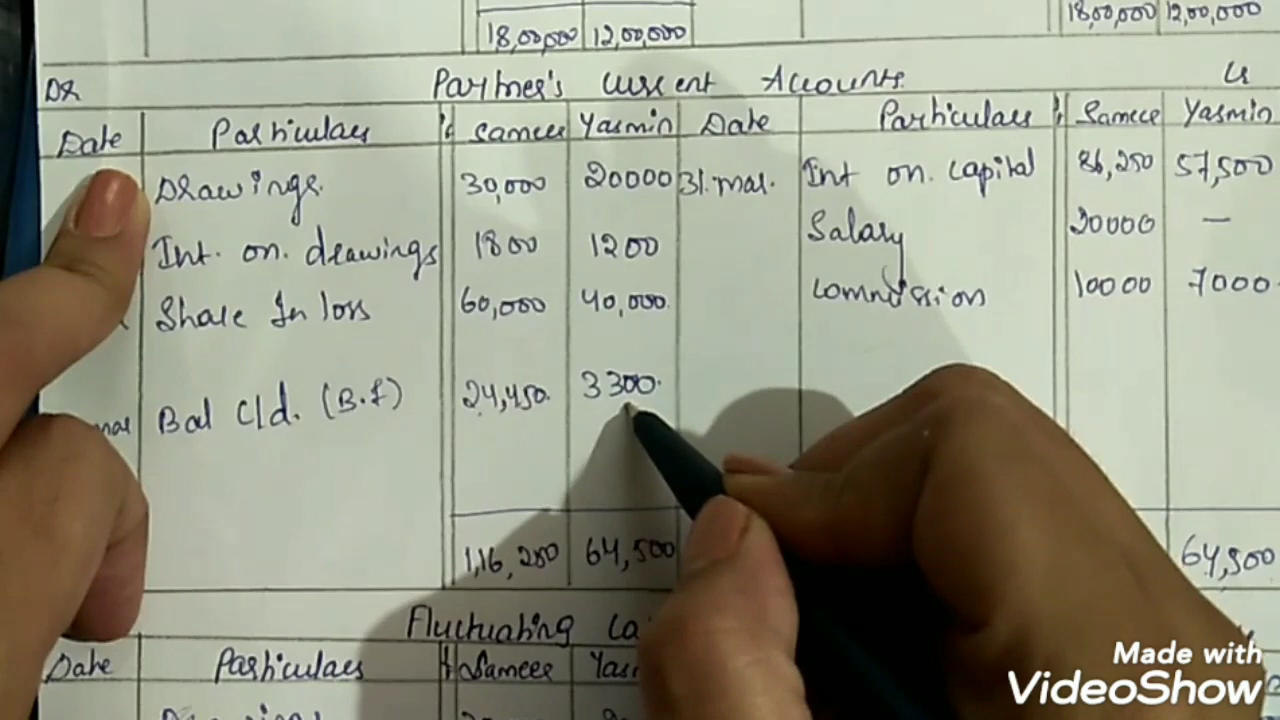 18,00,000 12,00,000 18,00,000 12,00,000
Dr Partner's Current Accounts. Cr
Date Particulars Sameer Yasmin Date Particulars Sameer Yasmin
Drawings. 30,000 20000 31. mar. Int on. Capital 86,250 57,500
Int. on. drawings 1800 1200 Salary 20000 —
Share In loss 60,000 40,000. Commission 10000 7000
mar Bal C/d. (B.f) 24,450. 3300.
1,16,250 64,500 64,500
Fluctuating Ca
Date Particulars Sameer Yas
Made with
VideoShow